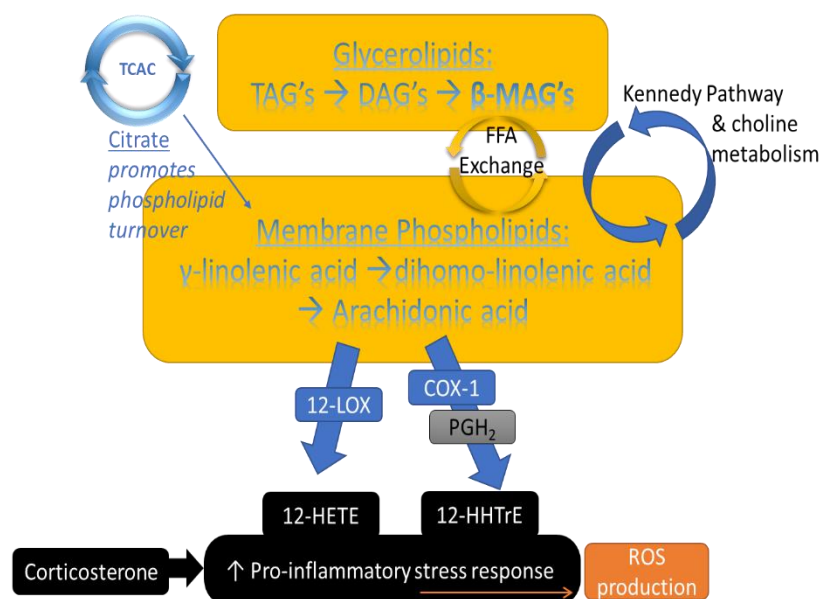 TCAC
Citrate
promotes
phospholipid
turnover
Glycerolipids:
TAG's → DAG's → β-MAG's
FFA
Exchange
Kennedy Pathway
& choline
metabolism
Membrane Phospholipids:
γ-linolenic acid →dihomo-linolenic acid
→ Arachidonic acid
12-LOX
COX-1
PGH₂
12-HETE
12-HHTrE
Corticosterone
↑ Pro-inflammatory stress response
ROS
production